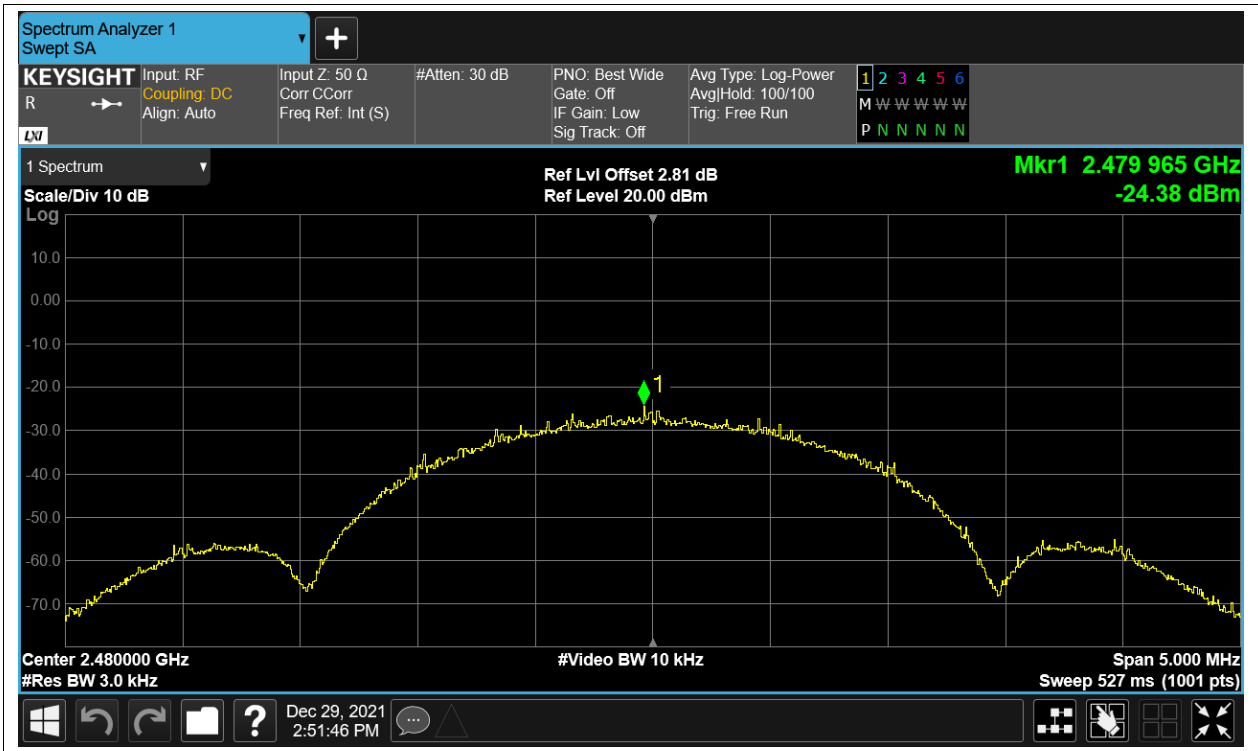 Spectrum Analyzer 1
Swept SA
KEYSIGHT
R
LXI
Input: RF
Coupling: DC
Align: Auto
Input Z: 50 Ω
Corr CCorr
Freq Ref: Int (S)
#Atten: 30 dB
PNO: Best Wide
Gate: Off
IF Gain: Low
Sig Track: Off
Avg Type: Log-Power
Avg|Hold: 100/100
Trig: Free Run
1 2 3 4 5 6
M W W W W W W
P N N N N N N
1 Spectrum
Scale/Div 10 dB
Log
Ref Lvl Offset 2.81 dB
Ref Level 20.00 dBm
Mkr1 2.479 965 GHz
-24.38 dBm
10.0
0.00
-10.0
-20.0
1
-30.0
-40.0
-50.0
-60.0
-70.0
Center 2.480000 GHz
#Res BW 3.0 kHz
#Video BW 10 kHz
Span 5.000 MHz
Sweep 527 ms (1001 pts)
?
Dec 29, 2021
2:51:46 PM